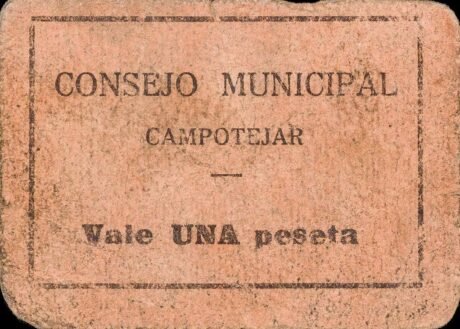 CONSEJO MUNICIPAL
CAMPOTEJAR
Vale UNA peseta